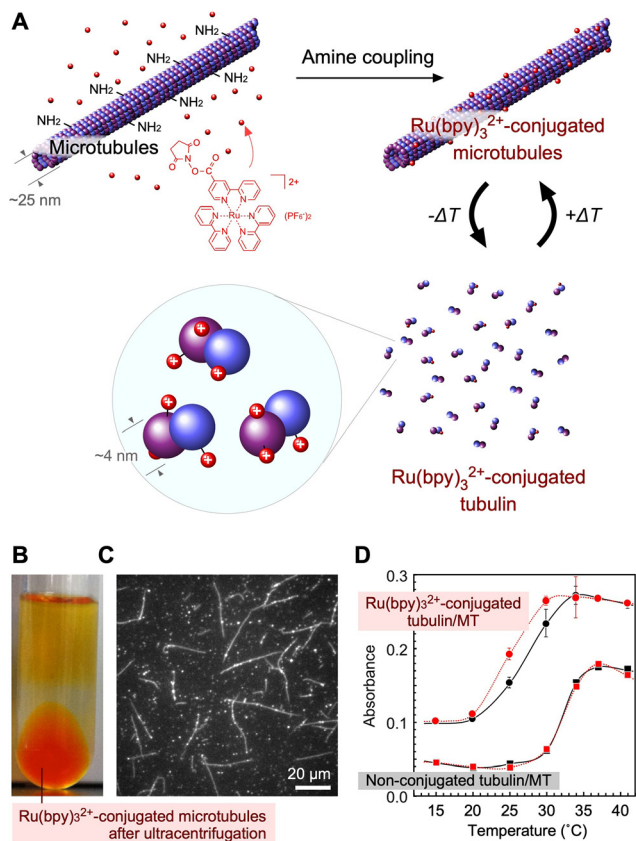 A
NH2
NH2
NH2
NH2
NH2
NH2
NH2
Microtubules
~25 nm
O
N
O
O
C
O
2+
N
N
N
N
Ru
N
N
(PF6-)2
Amine coupling
Ru(bpy)3 2+-conjugated
microtubules
-ΔT
+ΔT
~4 nm
Ru(bpy)3 2+-conjugated
tubulin
B
C
20 µm
Ru(bpy)3 2+-conjugated microtubules
after ultracentrifugation
D
0.3
0.2
0.1
0.0
Absorbance
Ru(bpy)3 2+-conjugated
tubulin/MT
Non-conjugated tubulin/MT
15 20 25 30 35 40
Temperature (˚C)